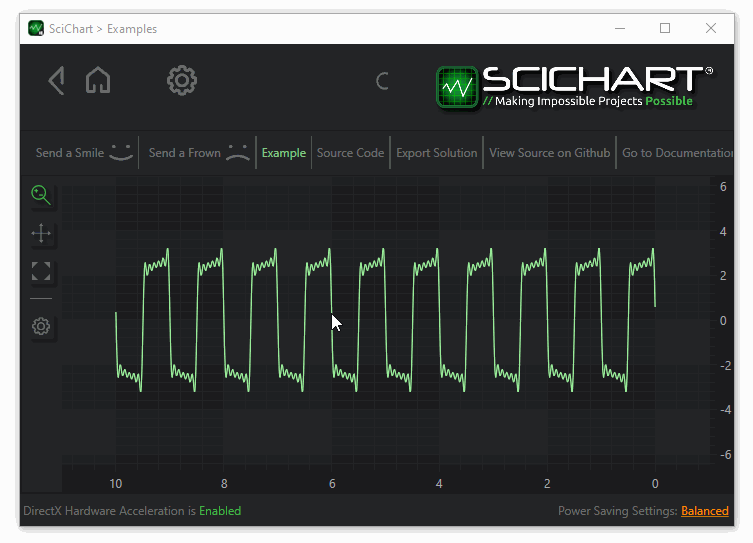 SciChart > Examples
SCICHART®
// Making Impossible Projects Possible
Send a Smile Send a Frown Example Source Code Export Solution View Source on Github Go to Documentation
6
4
2
0
-2
-4
-6
10 8 6 4 2 0
DirectX Hardware Acceleration is Enabled Power Saving Settings: Balanced